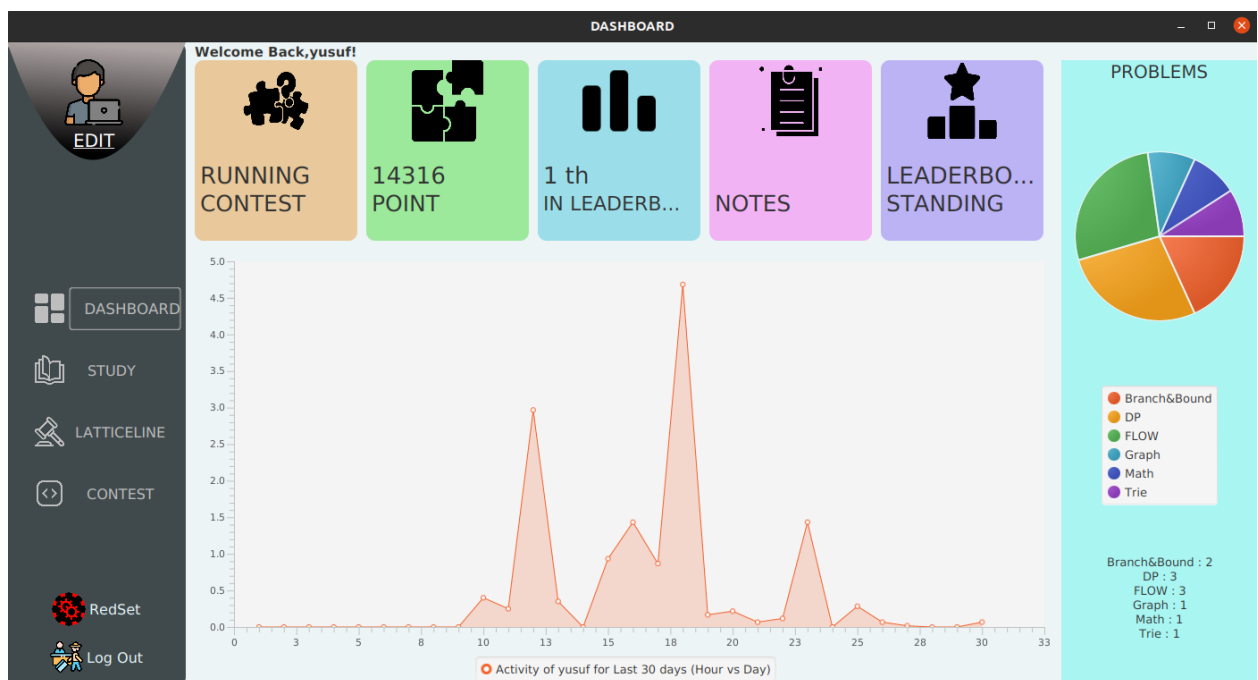 DASHBOARD
Welcome Back,yusuf!
EDIT
RUNNING
CONTEST
14316
POINT
1 th
IN LEADERB...
NOTES
LEADERBO...
STANDING
PROBLEMS
DASHBOARD
STUDY
LATTICELINE
CONTEST
RedSet
Log Out
5.0
4.5
4.0
3.5
3.0
2.5
2.0
1.5
1.0
0.5
0.0
0 3 5 8 10 13 15 18 20 23 25 28 30 33
Activity of yusuf for Last 30 days (Hour vs Day)
Branch&Bound
DP
FLOW
Graph
Math
Trie
Branch&Bound : 2
DP : 3
FLOW : 3
Graph : 1
Math : 1
Trie : 1